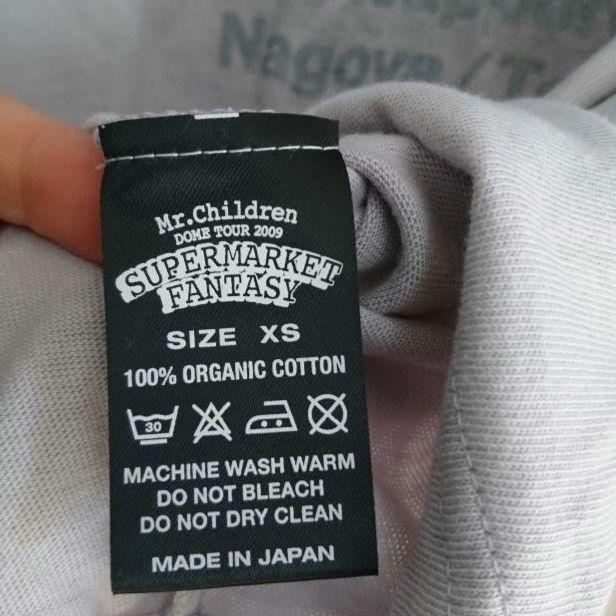 Nagoya / T
Mr.Children
DOME TOUR 2009
SUPERMARKET
FANTASY
SIZE XS
100% ORGANIC COTTON
30
MACHINE WASH WARM
DO NOT BLEACH
DO NOT DRY CLEAN
MADE IN JAPAN